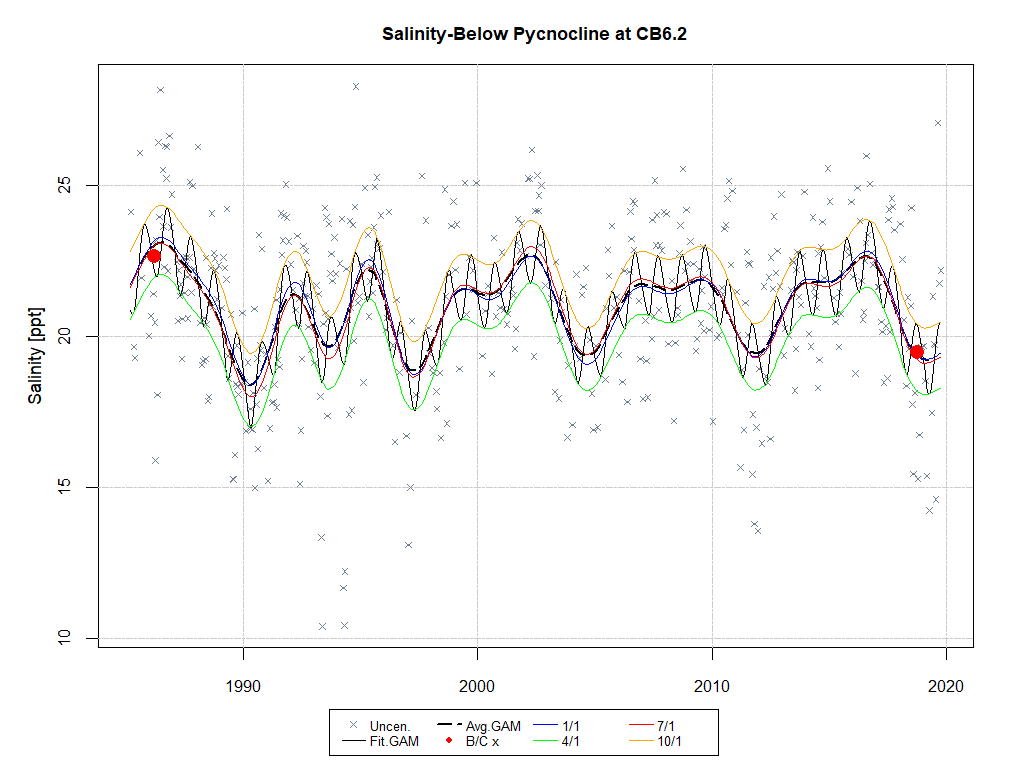 Salinity-Below Pycnocline at CB6.2
Salinity [ppt]
25
20
15
10
1990 2000 2010 2020
Uncen. Avg.GAM 1/1 7/1
Fit.GAM B/C x 4/1 10/1